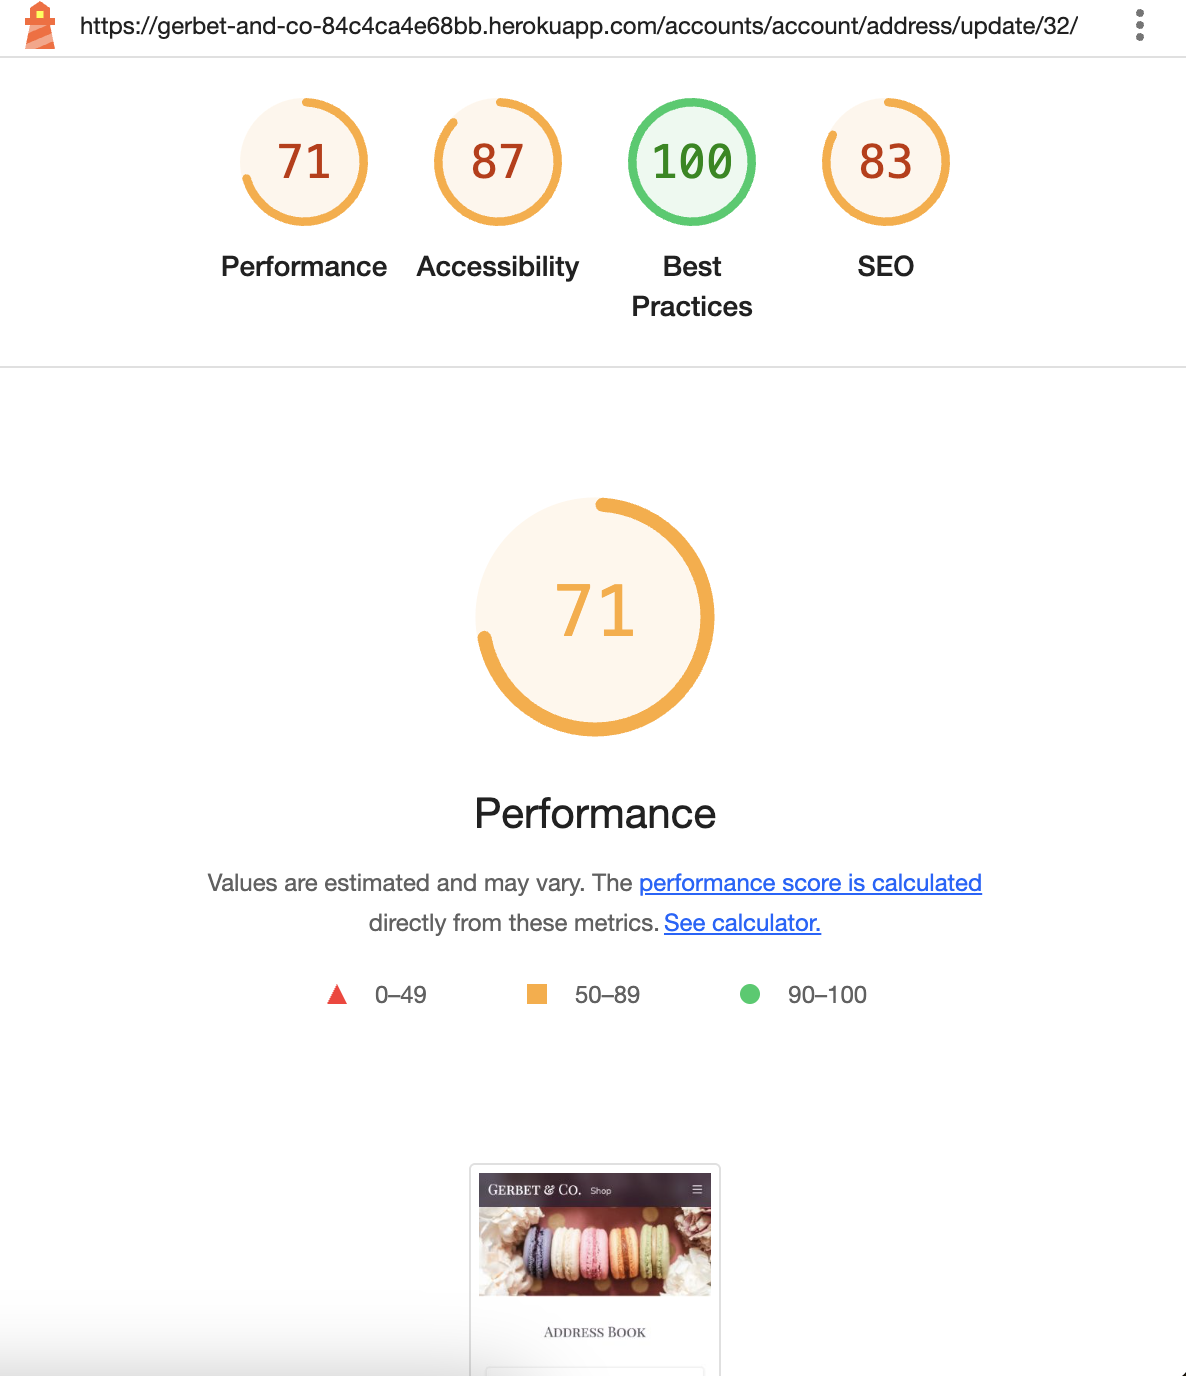 https://gerbet-and-co-84c4ca4e68bb.herokuapp.com/accounts/account/address/update/32/
71
87
100
83
Performance
Accessibility
Best
Practices
SEO
71
Performance
Values are estimated and may vary. The performance score is calculated
directly from these metrics. See calculator.
0–49
50–89
90–100
GERBET & CO. Shop
ADDRESS BOOK